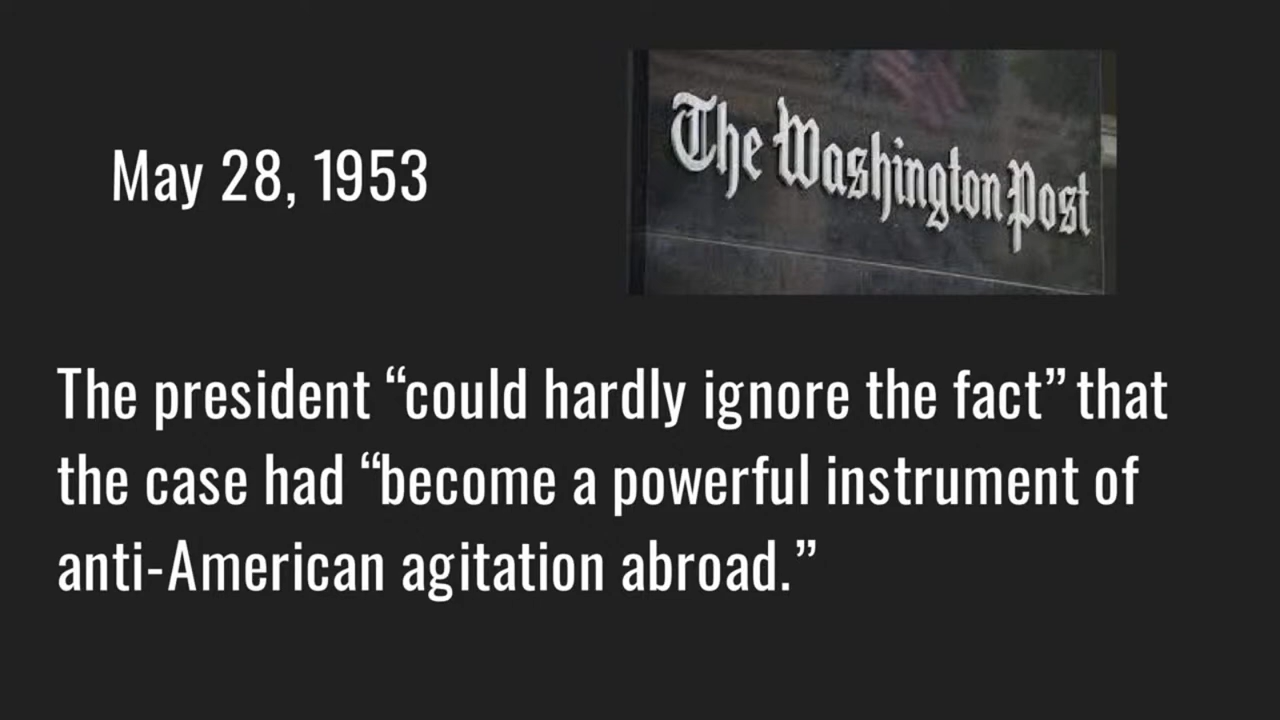 May 28, 1953
The Washington Post
The president “could hardly ignore the fact” that
the case had “become a powerful instrument of
anti-American agitation abroad.”